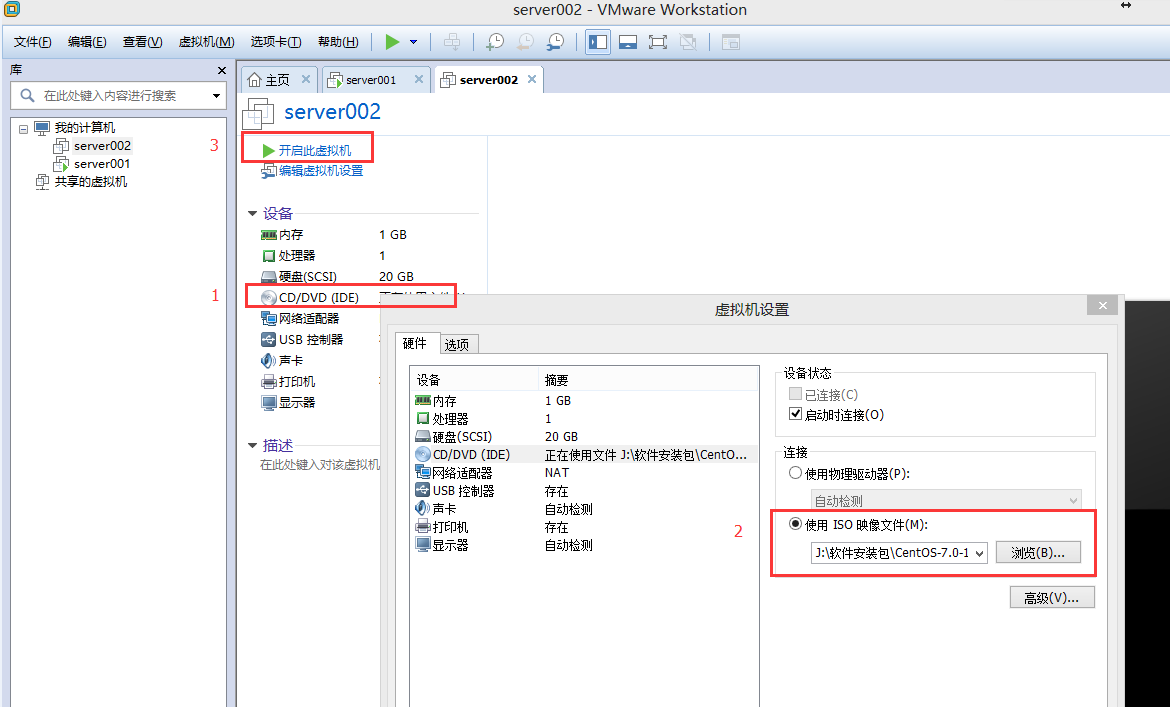 server002 - VMware Workstation
文件(F) 编辑(E) 查看(V) 虚拟机(M) 选项卡(T) 帮助(H)
库
在此处键入内容进行搜索
我的计算机
server002
server001
共享的虚拟机
主页 server001 server002
server002
3
开启此虚拟机
编辑虚拟机设置
设备
内存 1 GB
处理器 1
硬盘(SCSI) 20 GB
1
CD/DVD (IDE)
网络适配器
USB 控制器
声卡
打印机
显示器
描述
在此处键入对该虚拟机
虚拟机设置
硬件 选项
设备 摘要
内存 1 GB
处理器 1
硬盘(SCSI) 20 GB
CD/DVD (IDE) 正在使用文件 J:\软件安装包\CentO...
网络适配器 NAT
USB 控制器 存在
声卡 自动检测
打印机 存在
显示器 自动检测
设备状态
已连接(C)
启动时连接(O)
连接
使用物理驱动器(P):
自动检测
2
使用 ISO 映像文件(M):
J:\软件安装包\CentOS-7.0-1 浏览(B)...
高级(V)...